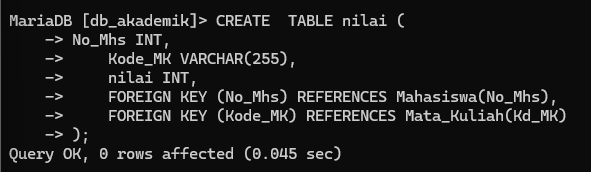 MariaDB [db_akademik]> CREATE  TABLE nilai (
    -> No_Mhs INT,
    ->     Kode_MK VARCHAR(255),
    ->     nilai INT,
    ->     FOREIGN KEY (No_Mhs) REFERENCES Mahasiswa(No_Mhs),
    ->     FOREIGN KEY (Kode_MK) REFERENCES Mata_Kuliah(Kd_MK)
    -> );
Query OK, 0 rows affected (0.045 sec)